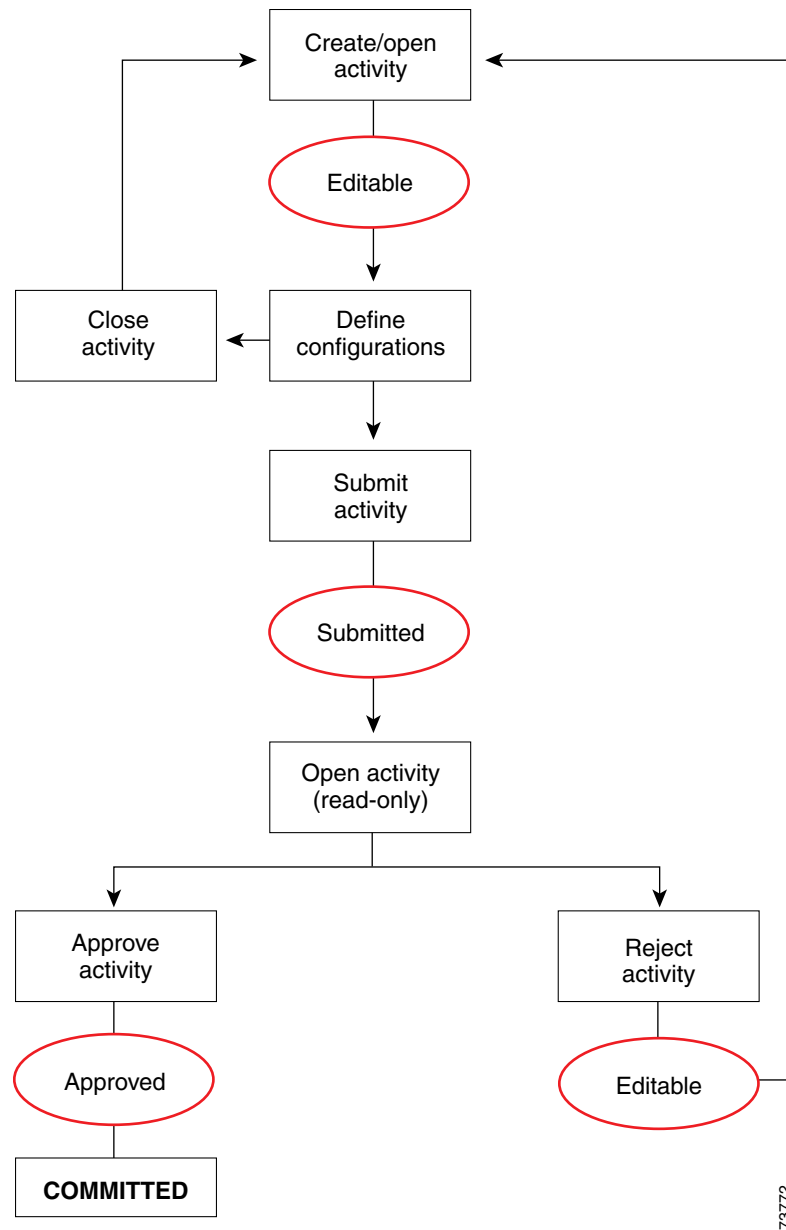 Create/open
activity
Editable
Close
activity
Define
configurations
Submit
activity
Submitted
Open activity
(read-only)
Approve
activity
Reject
activity
Approved
Editable
COMMITTED
73773